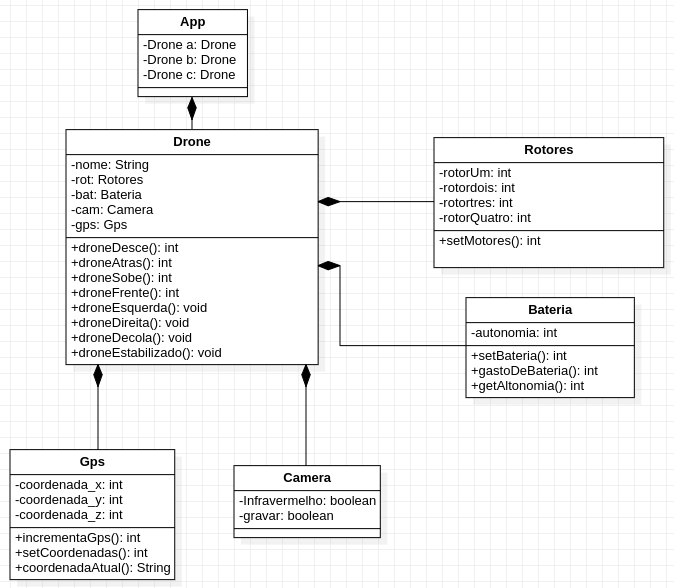 App
-Drone a: Drone
-Drone b: Drone
-Drone c: Drone
Drone
-nome: String
-rot: Rotores
-bat: Bateria
-cam: Camera
-gps: Gps
+droneDesce(): int
+droneAtras(): int
+droneSobe(): int
+droneFrente(): int
+droneEsquerda(): void
+droneDireita(): void
+droneDecola(): void
+droneEstabilizado(): void
Rotores
-rotorUm: int
-rotordois: int
-rotortres: int
-rotorQuatro: int
+setMotores(): int
Bateria
-autonomia: int
+setBateria(): int
+gastoDeBateria(): int
+getAltonomia(): int
Gps
-coordenada_x: int
-coordenada_y: int
-coordenada_z: int
+incrementaGps(): int
+setCoordenadas(): int
+coordenadaAtual(): String
Camera
-Infravermelho: boolean
-gravar: boolean